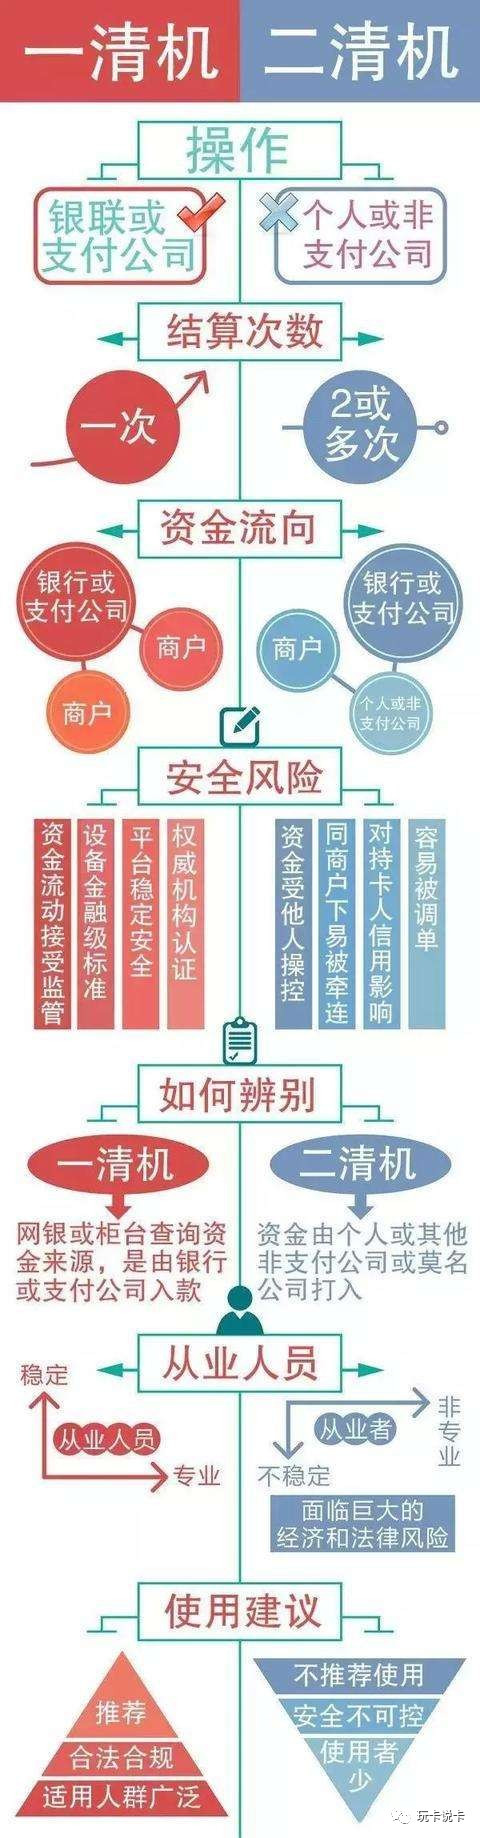 一清机
二清机
操作
银联或
支付公司
个人或非
支付公司
结算次数
一次
2或
多次
资金流向
银行或
支付公司
商户
商户
银行或
支付公司
商户
个人或非
支付公司
安全风险
资金流动接受监管
设备金融级标准
平台稳定安全
权威机构认证
资金受他人操控
同商户下易被牵连
对持卡人信用影响
容易被调单
如何辨别
一清机
网银或柜台查询资
金来源，是由银行
或支付公司入款
二清机
资金由个人或其他
非支付公司或莫名
公司打入
从业人员
稳定
从业人员
专业
非专业
从业者
不稳定
面临巨大的
经济和法律风险
使用建议
推荐
合法合规
适用人群广泛
不推荐使用
安全不可控
使用者
少
玩卡说卡